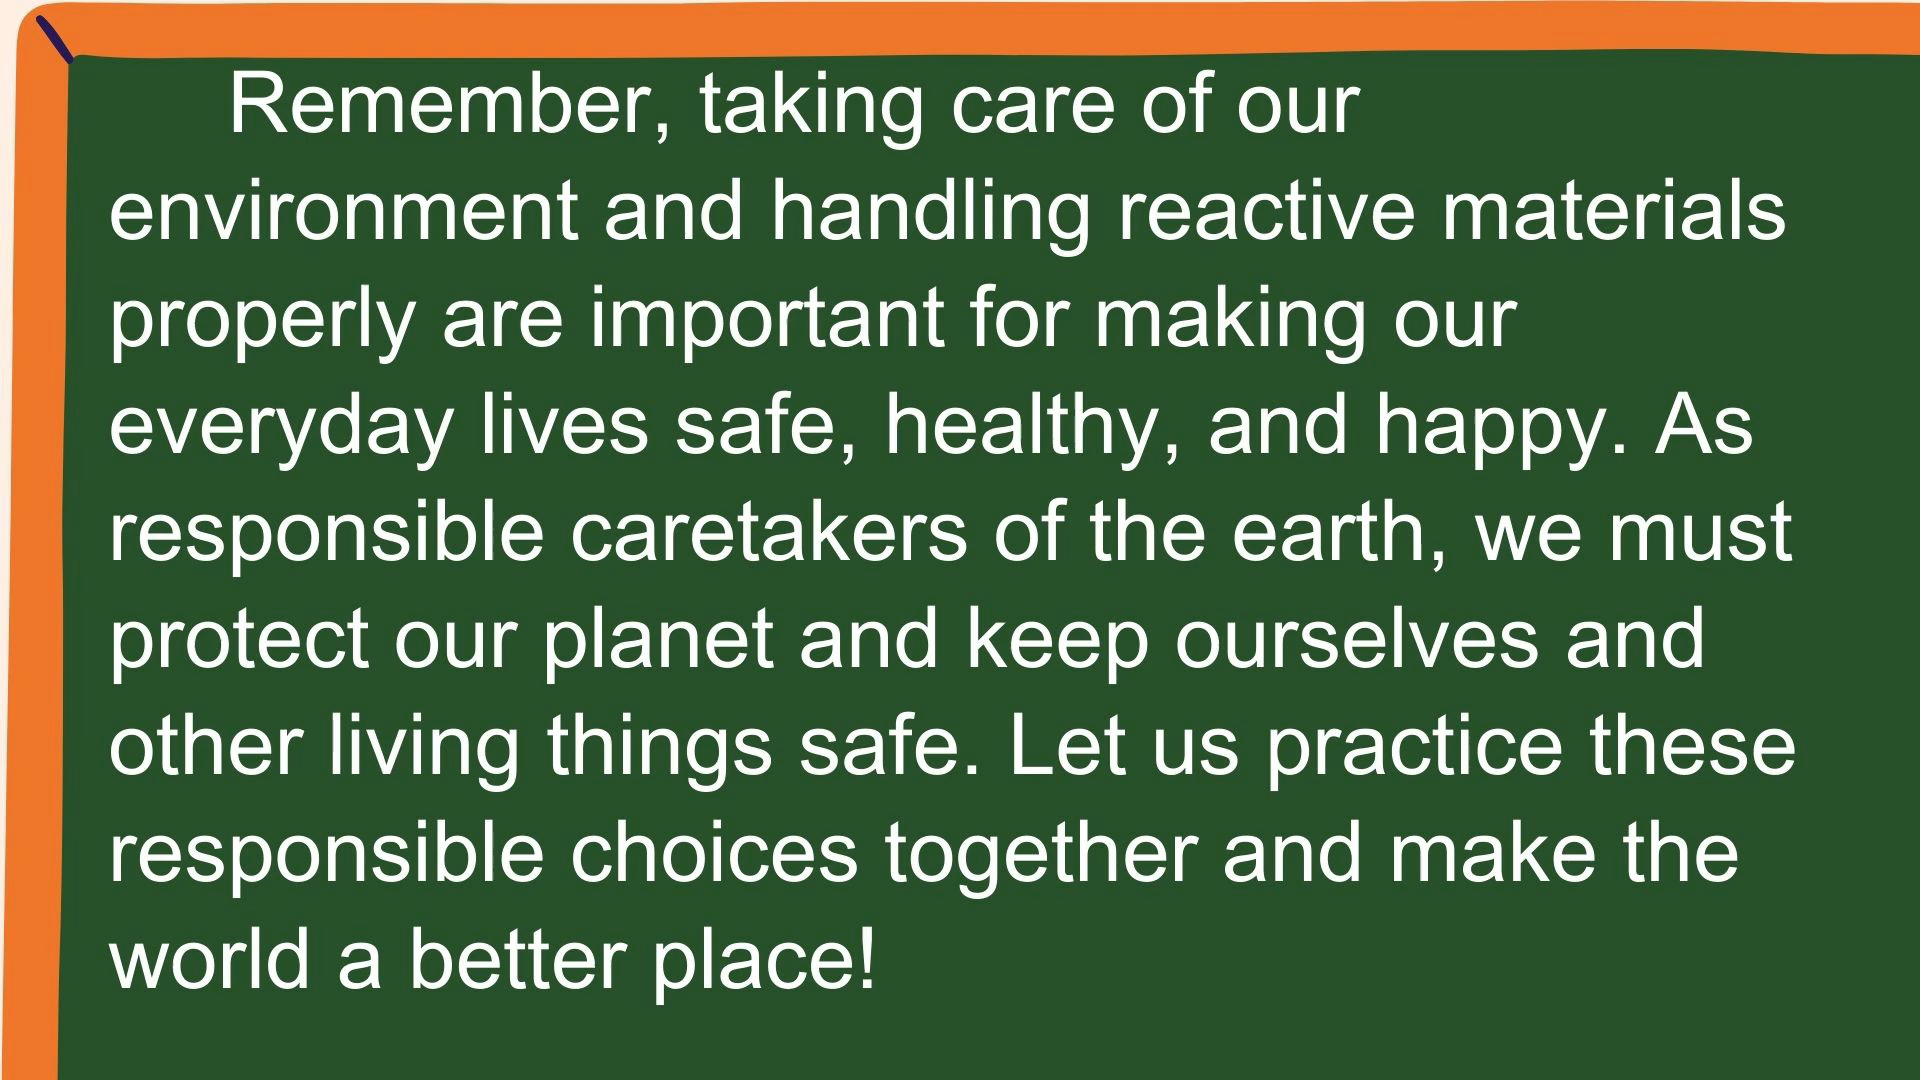 Remember, taking care of our
environment and handling reactive materials
properly are important for making our
everyday lives safe, healthy, and happy. As
responsible caretakers of the earth, we must
protect our planet and keep ourselves and
other living things safe. Let us practice these
responsible choices together and make the
world a better place!